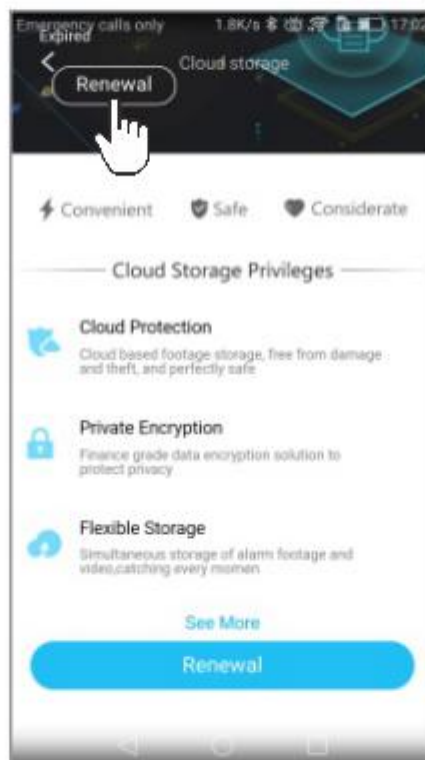 Emergency calls only 1.8K/s 17:02
Expired
Cloud storage
Renewal
Convenient Safe Considerate
Cloud Storage Privileges
Cloud Protection
Cloud based footage storage, free from damage
and theft, and perfectly safe
Private Encryption
Finance grade data encryption solution to
protect privacy
Flexible Storage
Simultaneous storage of alarm footage and
video,catching every momen
See More
Renewal